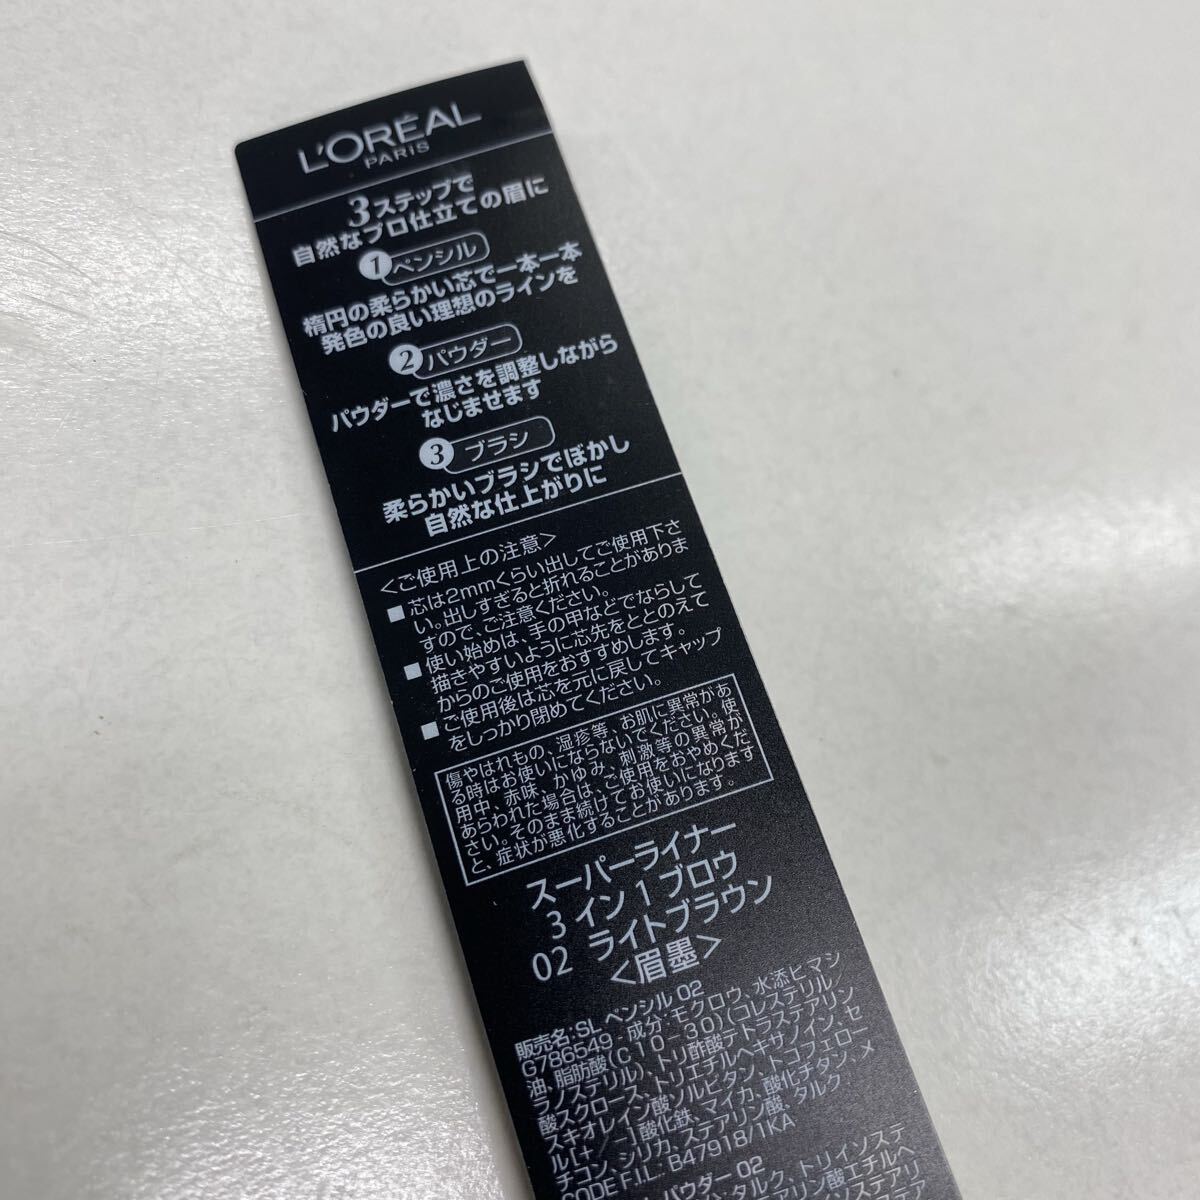 L'ORÉAL
PARIS
3ステップで
自然なプロ仕立ての眉に
1 ペンシル
楕円の柔らかい芯で一本一本
発色の良い理想のラインを
2 パウダー
パウダーで濃さを調整しながら
なじませます
3 ブラシ
柔らかいブラシでぼかし
自然な仕上がりに
<ご使用上の注意>
■ 芯は2mmくらい出してご使用下さ
い。出しすぎると折れることがありま
すので、ご注意ください。
■ 使い始めは、手の甲などでならして
描きやすいように芯先をととのえて
からのご使用をおすすめします。
■ ご使用後は芯を元に戻してキャップ
をしっかり閉めてください。
傷やはれもの、湿疹等、お肌に異常があ
る時はお使いにならないでください。使
用中、赤味、かゆみ、刺激等の異常が
あらわれた場合は、ご使用をおやめくだ
さい。そのまま続けてお使いになります
と、症状が悪化することがあります。
スーパーライナー
3 イン 1 ブロウ
02 ライトブラウン
<眉墨>
販売名:SL ペンシル 02
G786549 成分:モクロウ、水添ヒマシ
油、脂肪酸(C10-30)(コレステリル/
ラノステリル)、トリ酢酸テトラステアリン
酸スクロース、トリエチルヘキサノイン、セ
スキオレイン酸ソルビタン、トコフェロー
ル(+/-)酸化鉄、マイカ、酸化チタン、メ
チコン、シリカ、ステアリン酸、タルク
CODE F.I.L: B47918/1KA
パウダー 02
タルク、トリイソステ
アリン酸エチルヘ